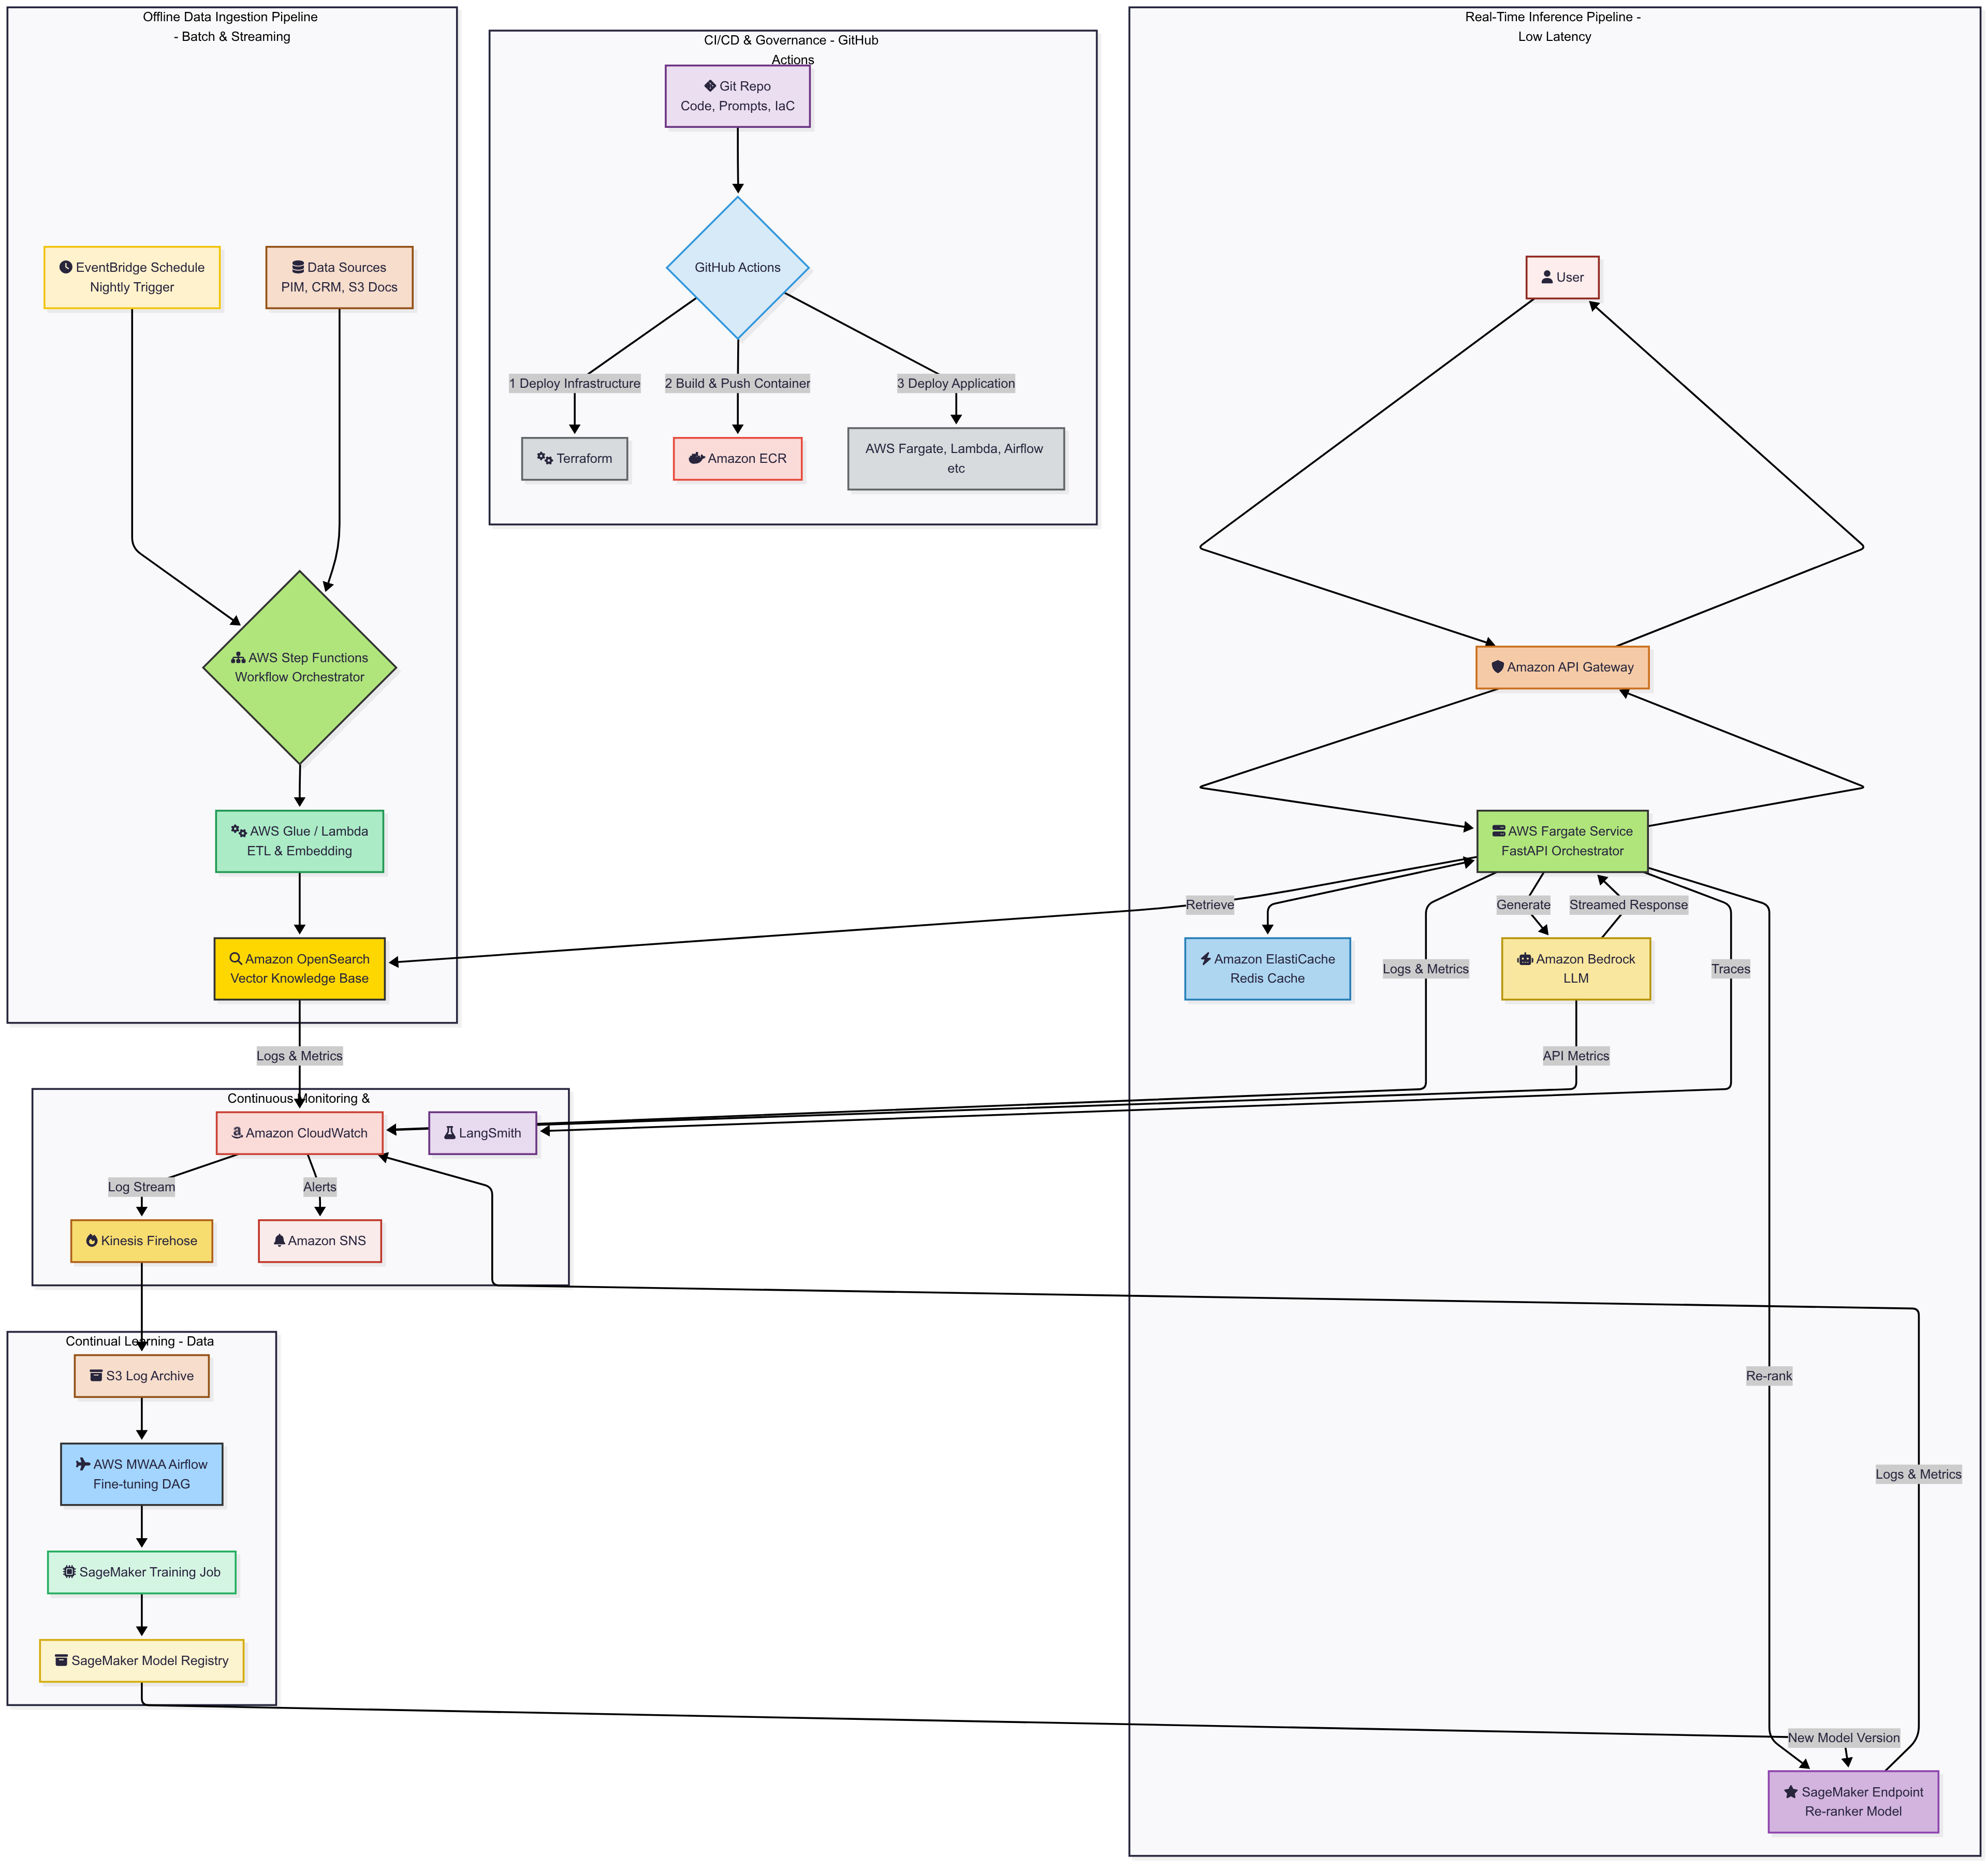 Offline Data Ingestion Pipeline
- Batch & Streaming
EventBridge Schedule
Nightly Trigger
Data Sources
PIM, CRM, S3 Docs
AWS Step Functions
Workflow Orchestrator
AWS Glue / Lambda
ETL & Embedding
Amazon OpenSearch
Vector Knowledge Base
Logs & Metrics
CI/CD & Governance - GitHub
Actions
Git Repo
Code, Prompts, IaC
GitHub Actions
1 Deploy Infrastructure
2 Build & Push Container
3 Deploy Application
Terraform
Amazon ECR
AWS Fargate, Lambda, Airflow
etc
Real-Time Inference Pipeline -
Low Latency
User
Amazon API Gateway
AWS Fargate Service
FastAPI Orchestrator
Retrieve
Generate
Streamed Response
Amazon ElastiCache
Redis Cache
Logs & Metrics
Amazon Bedrock
LLM
Traces
API Metrics
Re-rank
Logs & Metrics
New Model Version
SageMaker Endpoint
Re-ranker Model
Continuous Monitoring &
Amazon CloudWatch
LangSmith
Log Stream
Alerts
Kinesis Firehose
Amazon SNS
Continual Learning - Data
S3 Log Archive
AWS MWAA Airflow
Fine-tuning DAG
SageMaker Training Job
SageMaker Model Registry